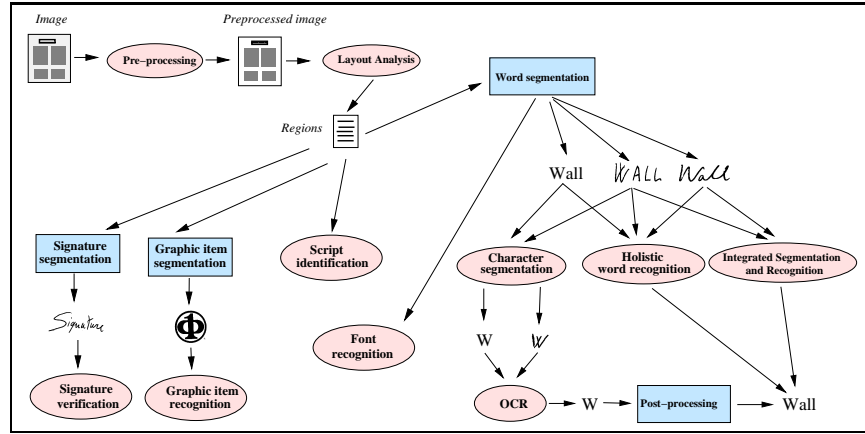 Image
Preprocessed image
Pre-processing
Layout Analysis
Word segmentation
Regions
Wall
WALL
Wall
Signature
segmentation
Graphic item
segmentation
Script
identification
Character
segmentation
Holistic
word recognition
Integrated Segmentation
and Recognition
Signature
Φ
W
W
Font
recognition
Signature
verification
Graphic item
recognition
OCR
W
Post-processing
Wall